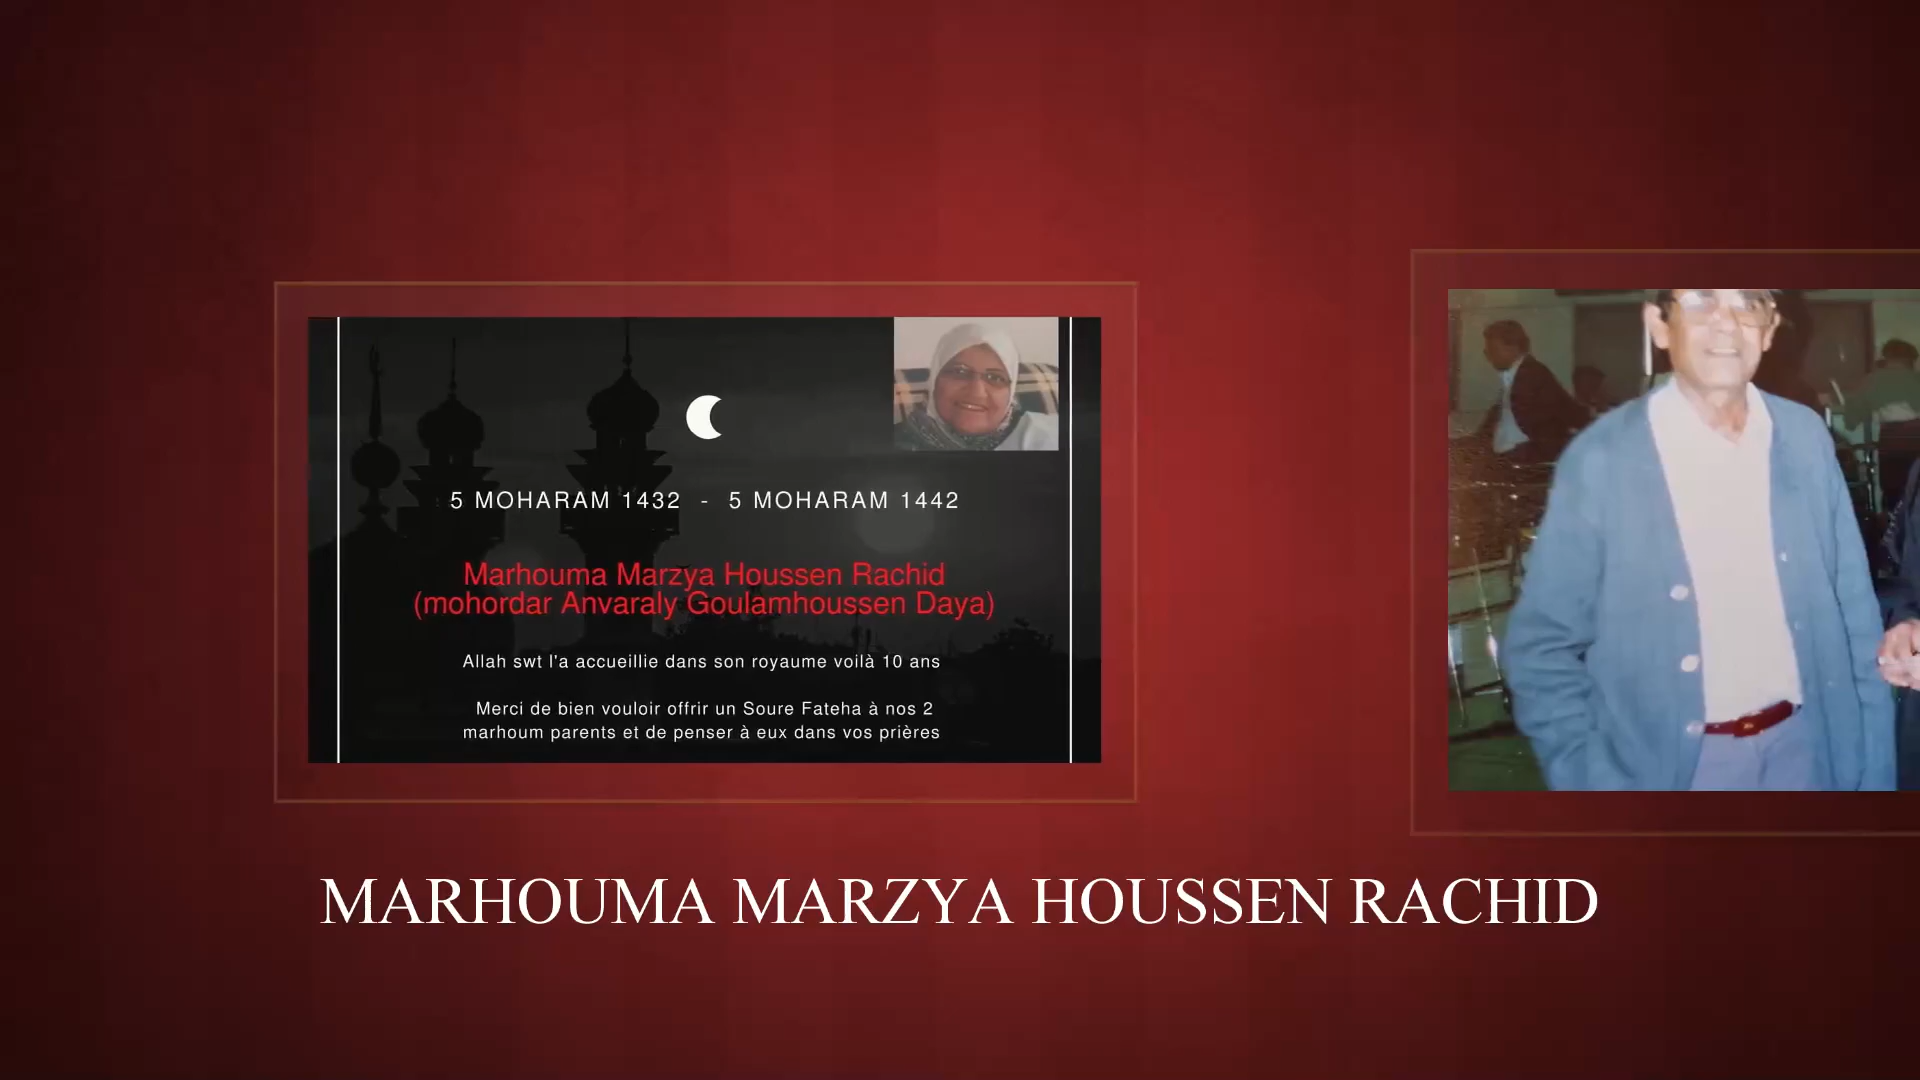 5 MOHARAM 1432 - 5 MOHARAM 1442
Marhouma Marzya Houssen Rachid
(mohordar Anvaraly Goulamhoussen Daya)
Allah swt l'a accueillie dans son royaume voilà 10 ans
Merci de bien vouloir offrir un Soure Fateha à nos 2
marhoum parents et de penser à eux dans vos prières
MARHOUMA MARZYA HOUSSEN RACHID